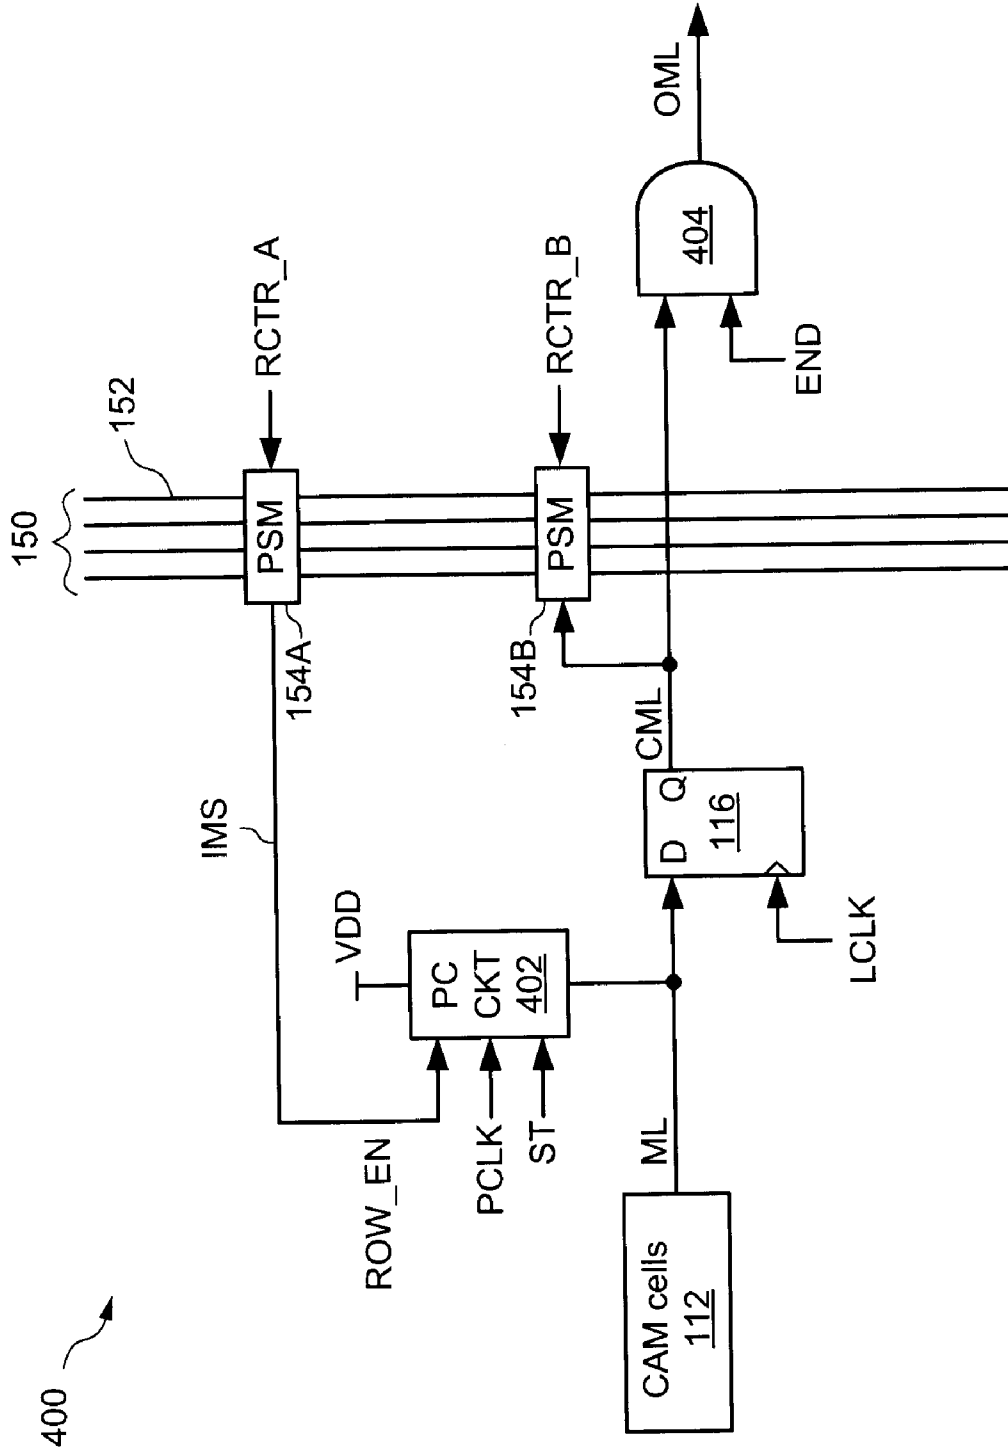 400
150
152
PSM
RCTR_A
154A
IMS
VDD
PC
CKT
402
ROW_EN
PCLK
ST
PSM
RCTR_B
154B
CAM cells
112
ML
D Q
116
LCLK
CML
404
END
OML